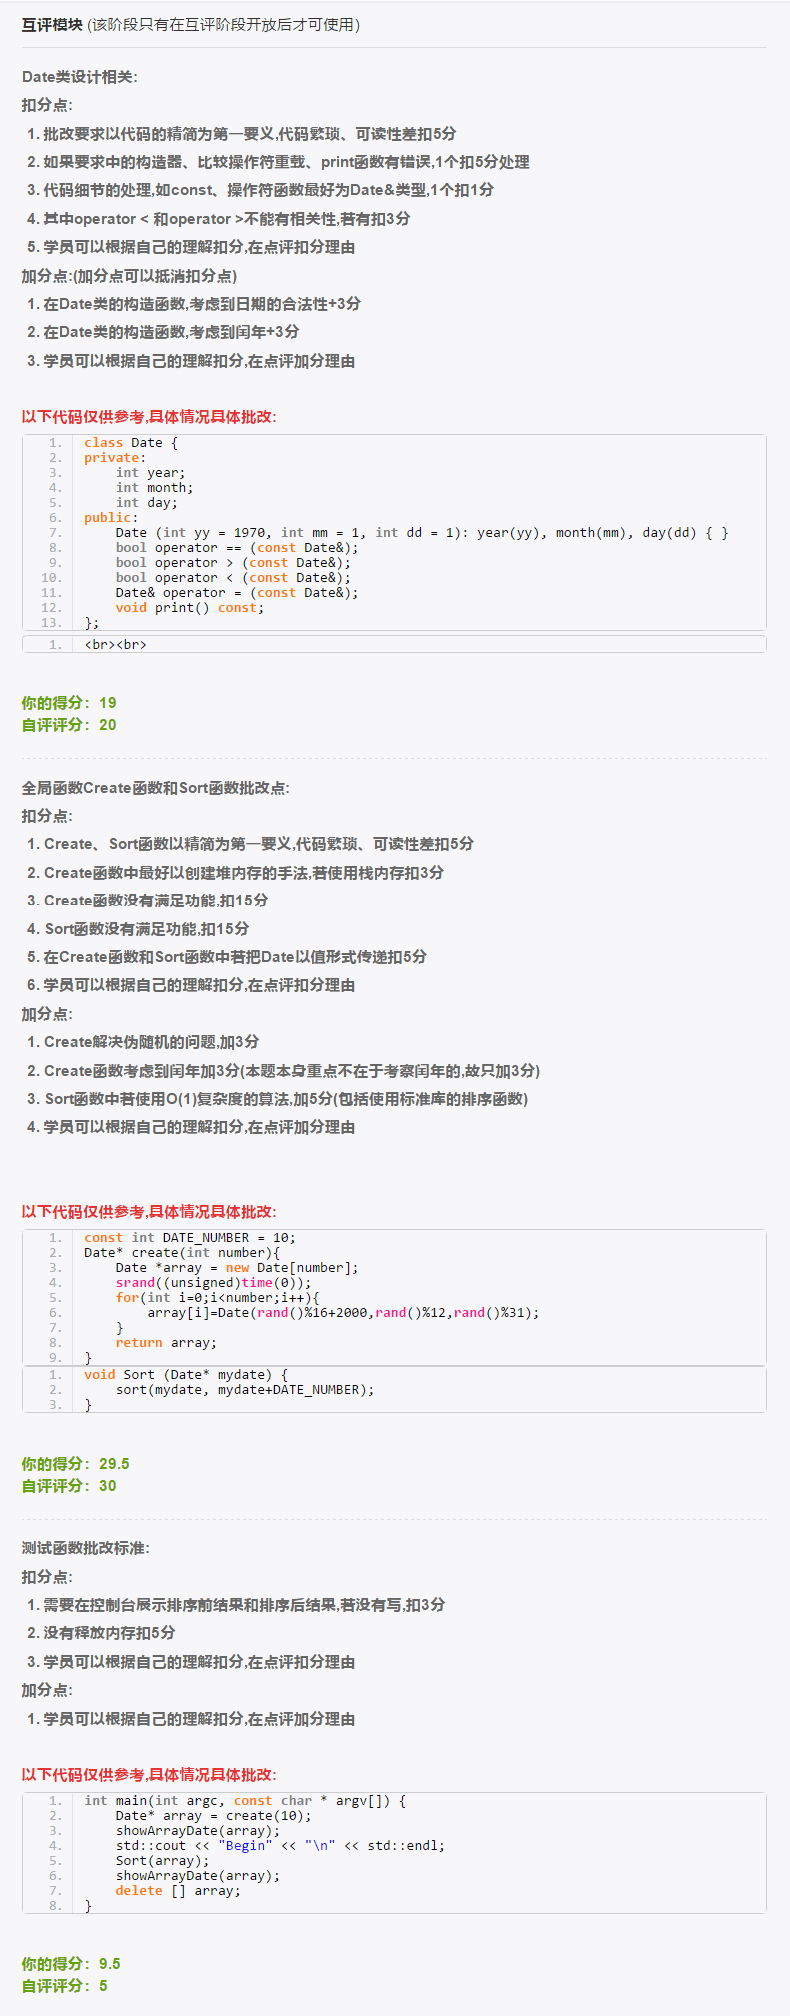 互评模块 (该阶段只有在互评阶段开放后才可使用)
Date类设计相关:
扣分点:
1. 批改要求以代码的精简为第一要义,代码繁琐、可读性差扣5分
2. 如果要求中的构造器、比较操作符重载、print函数有错误,1个扣5分处理
3. 代码细节的处理,如const、操作符函数最好为Date&类型,1个扣1分
4. 其中operator < 和operator >不能有相关性,若有扣3分
5. 学员可以根据自己的理解扣分,在点评扣分理由
加分点:(加分点可以抵消扣分点)
1. 在Date类的构造函数,考虑到日期的合法性+3分
2. 在Date类的构造函数,考虑到闰年+3分
3. 学员可以根据自己的理解扣分,在点评加分理由
以下代码仅供参考,具体情况具体批改:
1. class Date {
2. private:
3. int year;
4. int month;
5. int day;
6. public:
7. Date (int yy = 1970, int mm = 1, int dd = 1): year(yy), month(mm), day(dd) { }
8. bool operator == (const Date&);
9. bool operator > (const Date&);
10. bool operator < (const Date&);
11. Date& operator = (const Date&);
12. void print() const;
13. };
1. <br><br>
你的得分：19
自评评分：20
全局函数Create函数和Sort函数批改点:
扣分点:
1. Create、Sort函数以精简为第一要义,代码繁琐、可读性差扣5分
2. Create函数中最好以创建堆内存的手法,若使用栈内存扣3分
3. Create函数没有满足功能,扣15分
4. Sort函数没有满足功能,扣15分
5. 在Create函数和Sort函数中若把Date以值形式传递扣5分
6. 学员可以根据自己的理解扣分,在点评扣分理由
加分点:
1. Create解决伪随机的问题,加3分
2. Create函数考虑到闰年加3分(本题本身重点不在于考察闰年的,故只加3分)
3. Sort函数中若使用O(1)复杂度的算法,加5分(包括使用标准库的排序函数)
4. 学员可以根据自己的理解扣分,在点评加分理由
以下代码仅供参考,具体情况具体批改:
1. const int DATE_NUMBER = 10;
2. Date* create(int number){
3. Date *array = new Date[number];
4. srand((unsigned)time(0));
5. for(int i=0;i<number;i++){
6. array[i]=Date(rand()%16+2000,rand()%12,rand()%31);
7. }
8. return array;
9. }
1. void Sort (Date* mydate) {
2. sort(mydate, mydate+DATE_NUMBER);
3. }
你的得分：29.5
自评评分：30
测试函数批改标准:
扣分点:
1. 需要在控制台展示排序前结果和排序后结果,若没有写,扣3分
2. 没有释放内存扣5分
3. 学员可以根据自己的理解扣分,在点评扣分理由
加分点:
1. 学员可以根据自己的理解扣分,在点评加分理由
以下代码仅供参考,具体情况具体批改:
1. int main(int argc, const char * argv[]) {
2. Date* array = create(10);
3. showArrayDate(array);
4. std::cout << "Begin" << "\n" << std::endl;
5. Sort(array);
6. showArrayDate(array);
7. delete [] array;
8. }
你的得分：9.5
自评评分：5